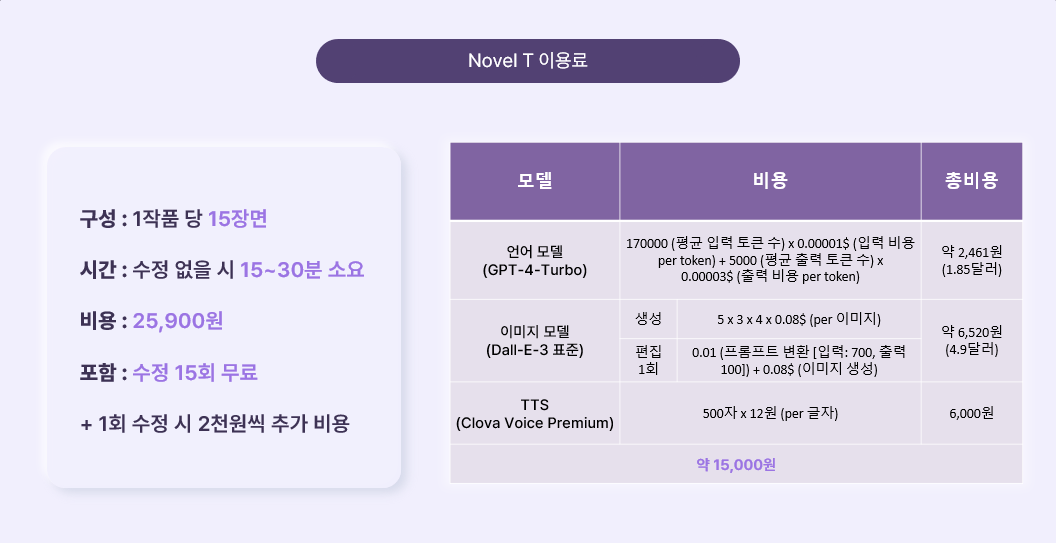 Novel T 이용료
구성 : 1작품 당 15장면
시간 : 수정 없을 시 15~30분 소요
비용 : 25,900원
포함 : 수정 15회 무료
+ 1회 수정 시 2천원씩 추가 비용
모델
비용
총비용
언어 모델
(GPT-4-Turbo)
170000 (평균 입력 토큰 수) x 0.00001$ (입력 비용
per token) + 5000 (평균 출력 토큰 수) x
0.00003$ (출력 비용 per token)
약 2,461원
(1.85달러)
이미지 모델
(Dall-E-3 표준)
생성
5 x 3 x 4 x 0.08$ (per 이미지)
편집
1회
0.01 (프롬프트 변환 [입력: 700, 출력
100]) + 0.08$ (이미지 생성)
약 6,520원
(4.9달러)
TTS
(Clova Voice Premium)
500자 x 12원 (per 글자)
6,000원
약 15,000원